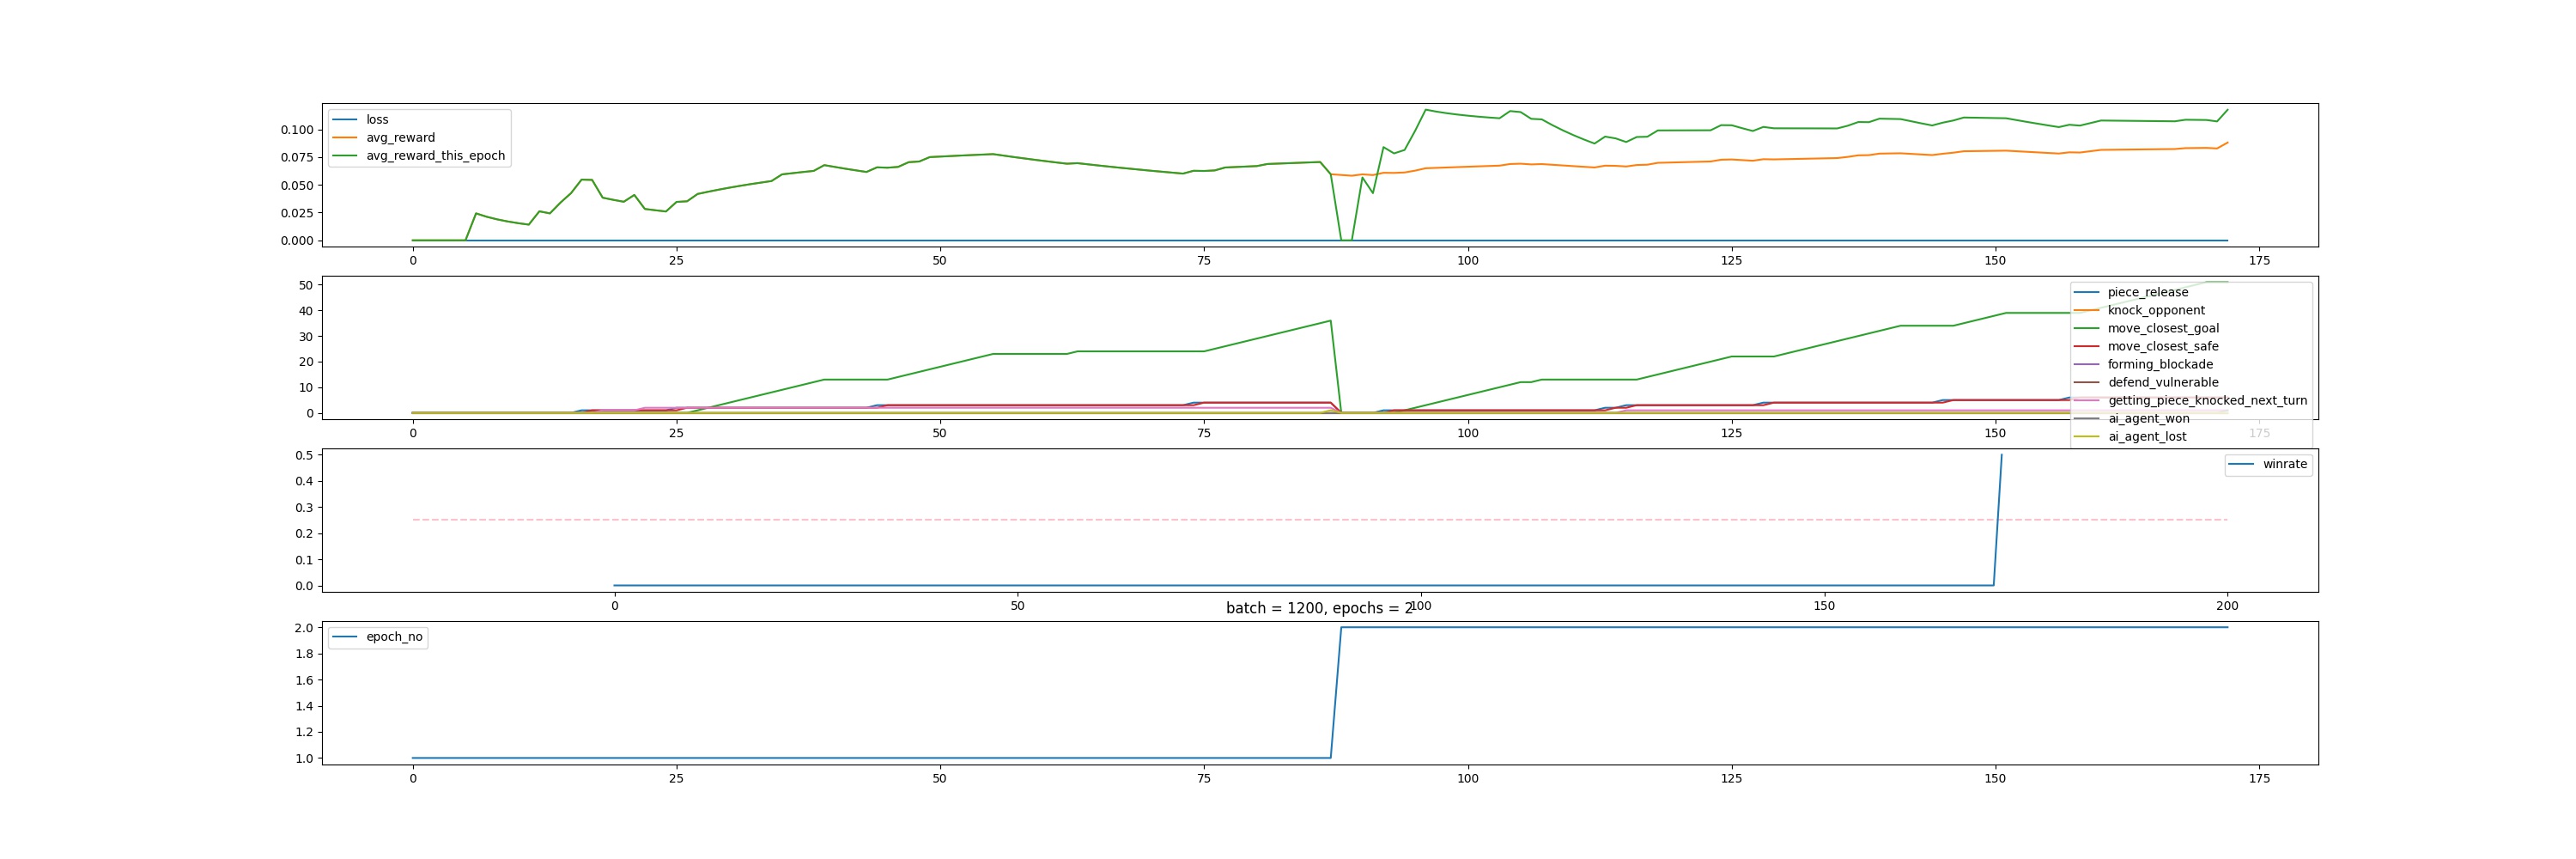 loss
avg_reward
avg_reward_this_epoch
0.100
0.075
0.050
0.025
0.000
0 25 50 75 100 125 150 175
50
40
30
20
10
0
piece_release
knock_opponent
move_closest_goal
move_closest_safe
forming_blockade
defend_vulnerable
getting_piece_knocked_next_turn
ai_agent_won
ai_agent_lost
0 25 50 75 100 125 150 175
0.5
0.4
0.3
0.2
0.1
0.0
winrate
0 50 100 150 200
batch = 1200, epochs = 2
2.0
1.8
1.6
1.4
1.2
1.0
epoch_no
0 25 50 75 100 125 150 175